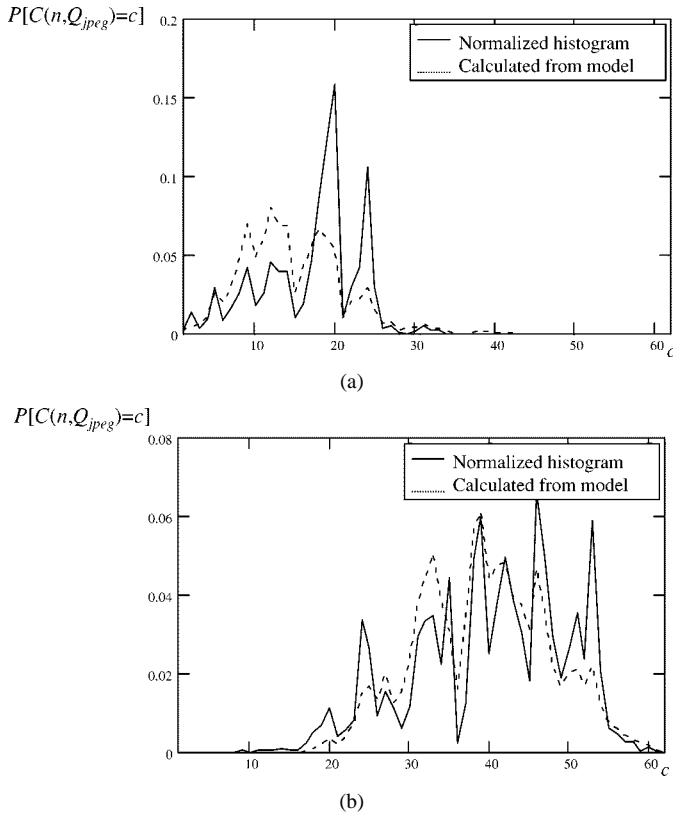 P[C(n,Q_jpeg)=c]
0.2
Normalized histogram
Calculated from model
0.15
0.1
0.05
0
10
20
30
40
50
60
c
(a)
P[C(n,Q_jpeg)=c]
0.08
Normalized histogram
Calculated from model
0.06
0.04
0.02
0
10
20
30
40
50
60
c
(b)